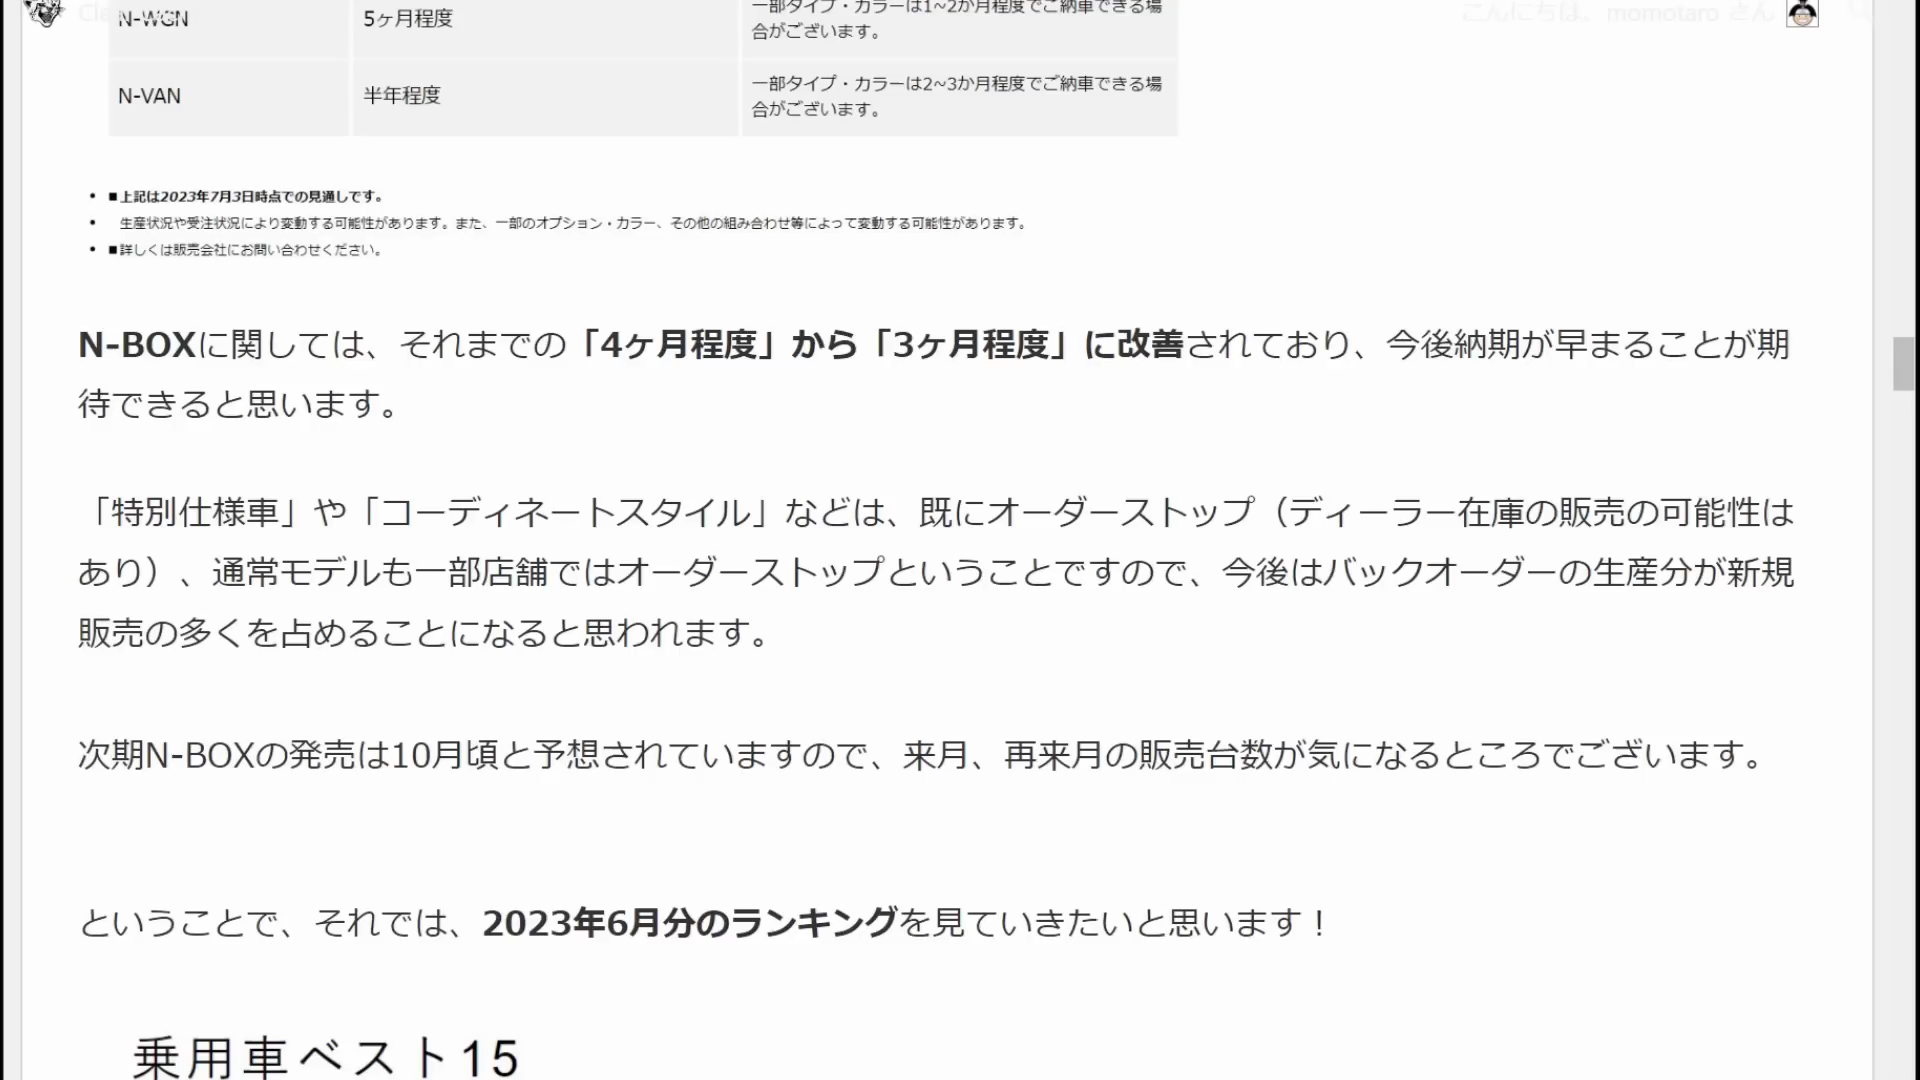 N-WGN
5ヶ月程度
一部タイプ・カラーは1~2か月程度でご納車できる場
合がございます。
N-VAN
半年程度
一部タイプ・カラーは2~3か月程度でご納車できる場
合がございます。
こんにちは、momotaro さん
• ■上記は2023年7月3日時点での見通しです。
• 生産状況や受注状況により変動する可能性があります。また、一部のオプション・カラー、その他の組み合わせ等によって変動する可能性があります。
• ■詳しくは販売会社にお問い合わせください。
N-BOXに関しては、それまでの「4ヶ月程度」から「3ヶ月程度」に改善されており、今後納期が早まることが期
待できると思います。
「特別仕様車」や「コーディネートスタイル」などは、既にオーダーストップ（ディーラー在庫の販売の可能性は
あり）、通常モデルも一部店舗ではオーダーストップということですので、今後はバックオーダーの生産分が新規
販売の多くを占めることになると思われます。
次期N-BOXの発売は10月頃と予想されていますので、来月、再来月の販売台数が気になるところでございます。
ということで、それでは、2023年6月分のランキングを見ていきたいと思います！
乗用車ベスト15